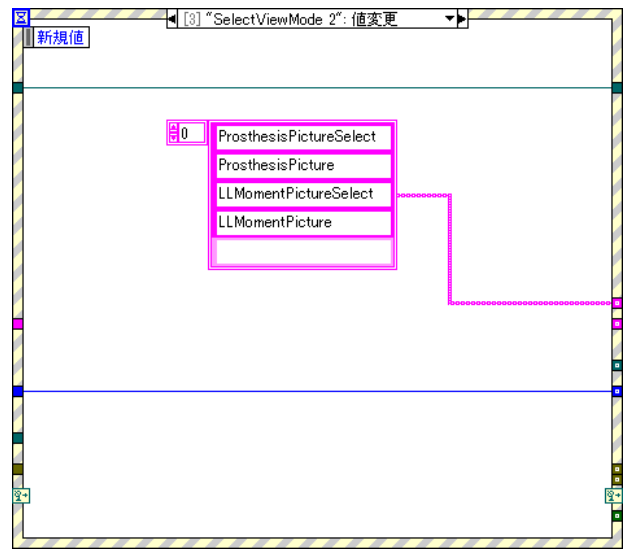 [3] "SelectViewMode 2": 値変更
新規値
0
ProsthesisPictureSelect
ProsthesisPicture
LLMomentPictureSelect
LLMomentPicture